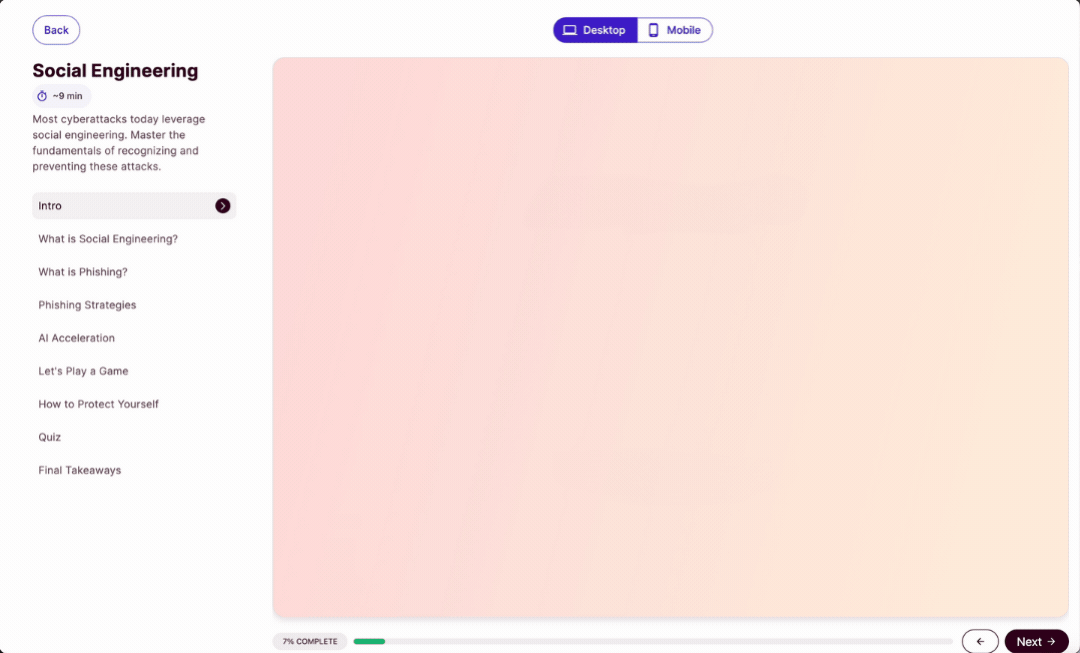 Back
Desktop
Mobile
Social Engineering
~9 min
Most cyberattacks today leverage
social engineering. Master the
fundamentals of recognizing and
preventing these attacks.
Intro
What is Social Engineering?
What is Phishing?
Phishing Strategies
AI Acceleration
Let's Play a Game
How to Protect Yourself
Quiz
Final Takeaways
7% COMPLETE
Next